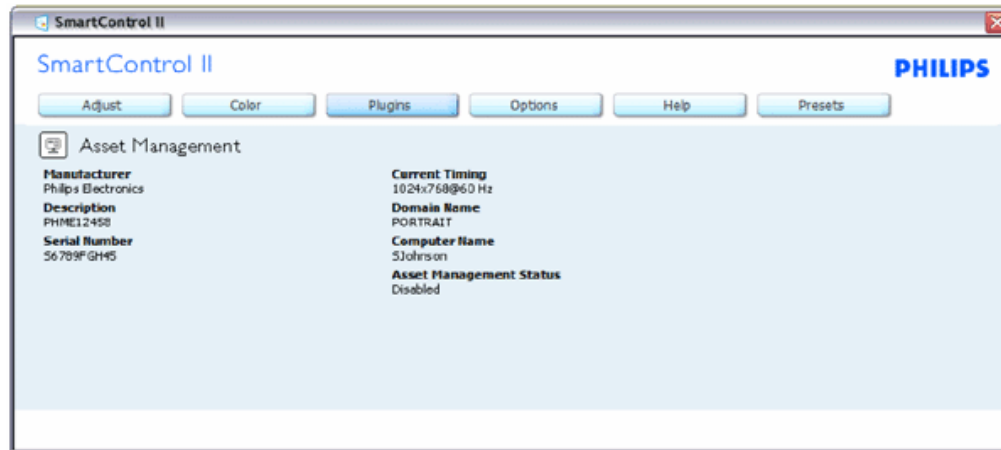 SmartControl II
SmartControl II
PHILIPS
Adjust Color Plugins Options Help Presets
Asset Management
Manufacturer
Philips Electronics
Description
PHME12458
Serial Number
56789FGH45
Current Timing
1024x768@60 Hz
Domain Name
PORTRAIT
Computer Name
SJohnson
Asset Management Status
Disabled